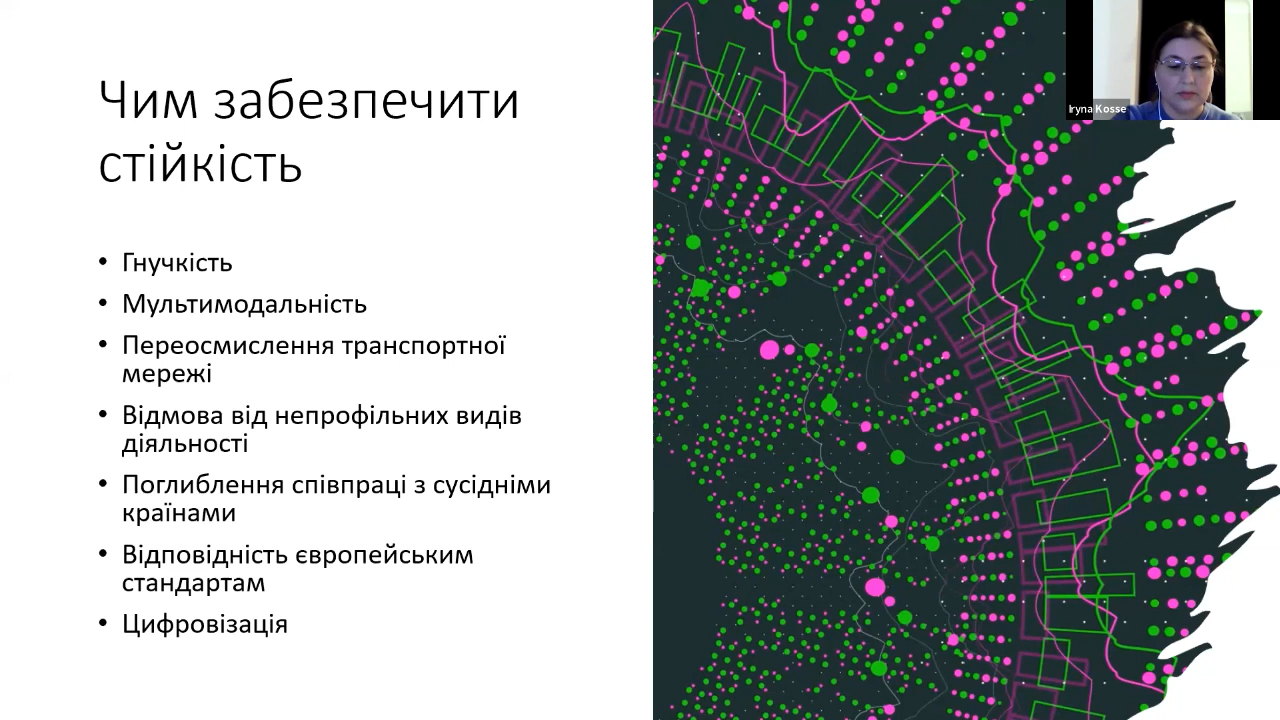 Чим забезпечити
стійкість
• Гнучкість
• Мультимодальність
• Переосмислення транспортної
мережі
• Відмова від непрофільних видів
діяльності
• Поглиблення співпраці з сусідніми
країнами
• Відповідність європейським
стандартам
• Цифровізація
Iryna Kosse